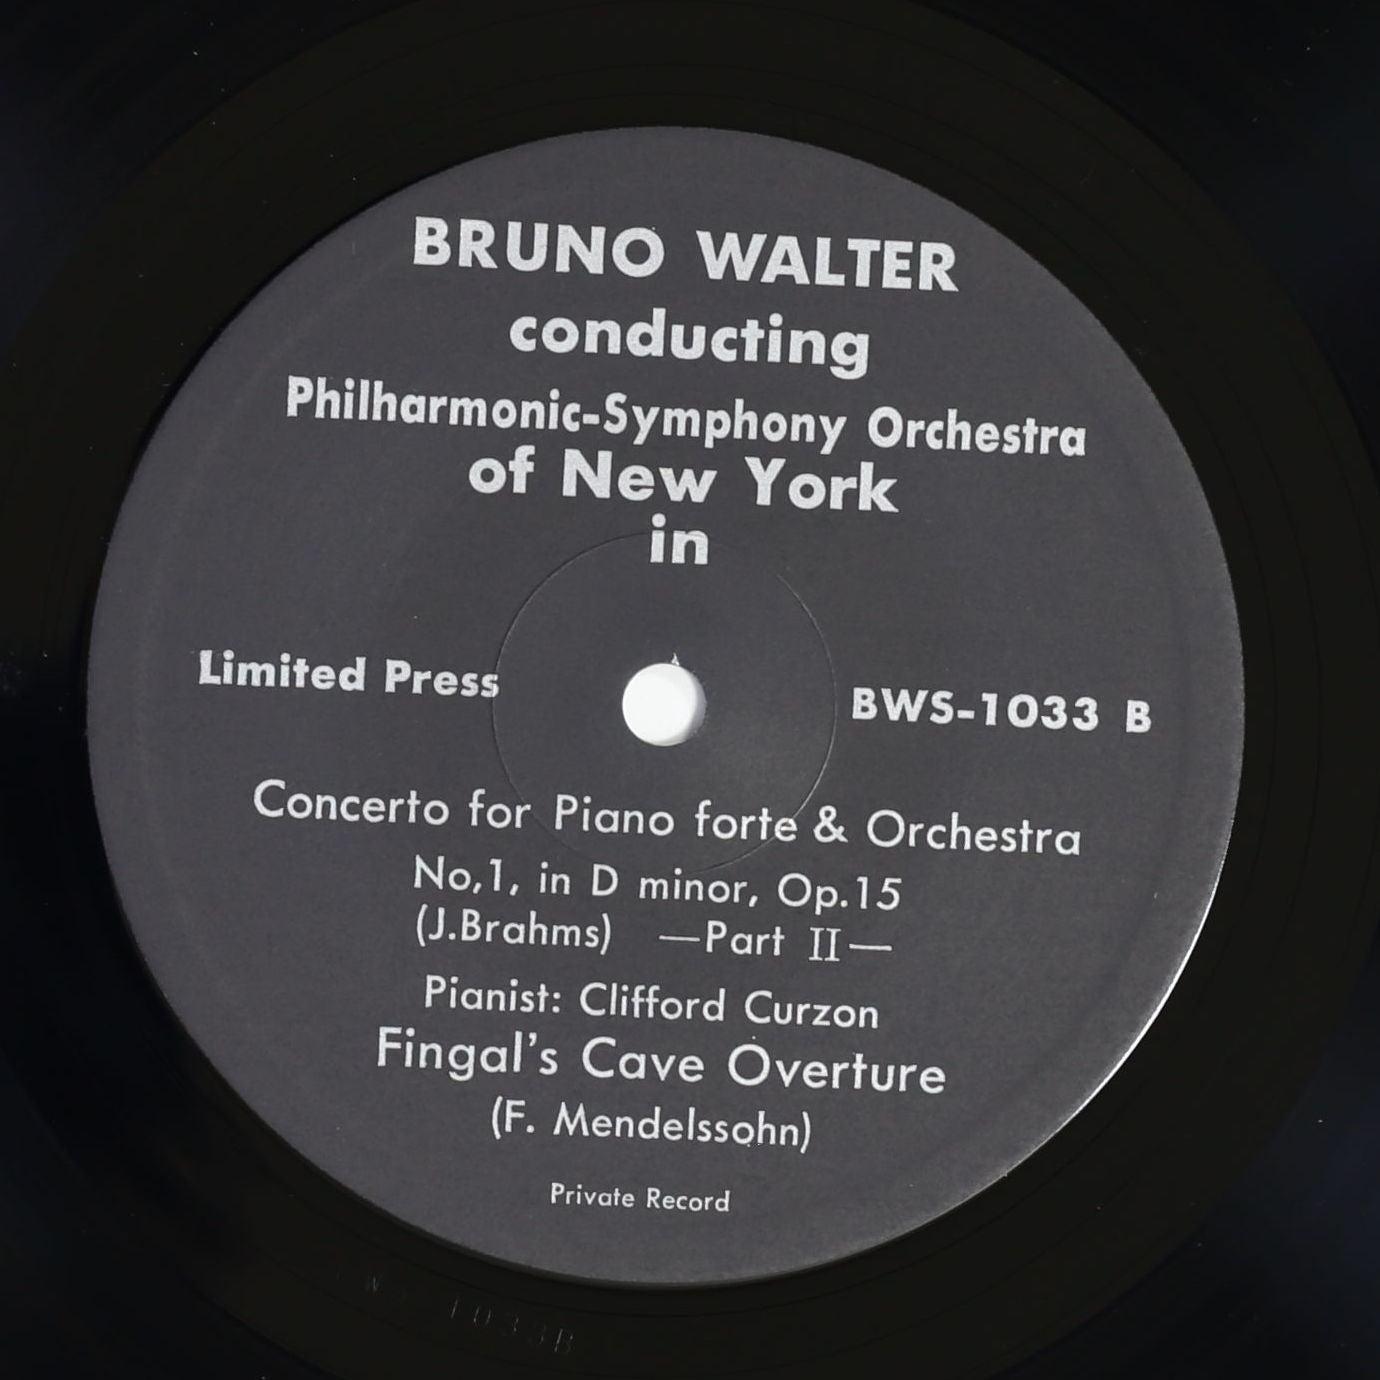 BRUNO WALTER
conducting
Philharmonic-Symphony Orchestra
of New York
in
Limited Press
BWS-1033 B
Concerto for Piano forte & Orchestra
No,1, in D minor, Op.15
(J.Brahms) —Part II—
Pianist: Clifford Curzon
Fingal's Cave Overture
(F. Mendelssohn)
Private Record
1033B